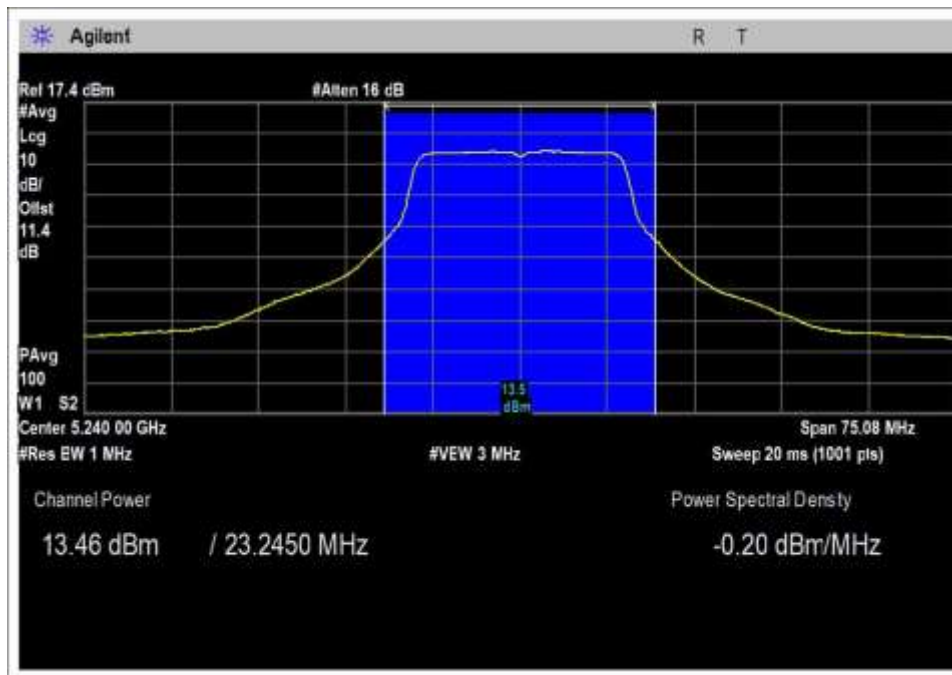 Agilent R T
Ref 17.4 dBm #Atten 16 dB
#Avg
Log
10
dB/
Offst
11.4
dB
13.5
dBm
PAvg
100
W1 S2
Center 5.240 00 GHz Span 75.08 MHz
#Res BW 1 MHz #VBW 3 MHz Sweep 20 ms (1001 pts)
Channel Power Power Spectral Density
13.46 dBm / 23.2450 MHz -0.20 dBm/MHz